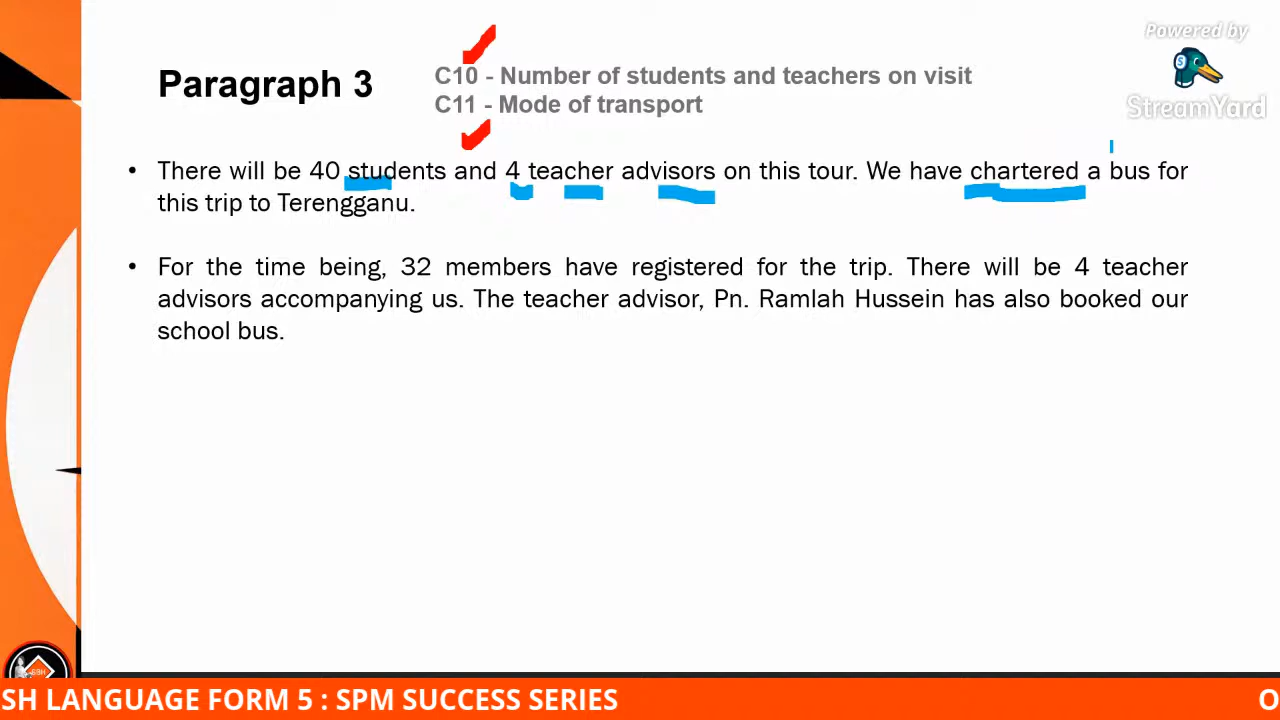 Powered by
StreamYard
Paragraph 3
C10 - Number of students and teachers on visit
C11 - Mode of transport
• There will be 40 students and 4 teacher advisors on this tour. We have chartered a bus for
this trip to Terengganu.
• For the time being, 32 members have registered for the trip. There will be 4 teacher
advisors accompanying us. The teacher advisor, Pn. Ramlah Hussein has also booked our
school bus.
SH LANGUAGE FORM 5 : SPM SUCCESS SERIES
O